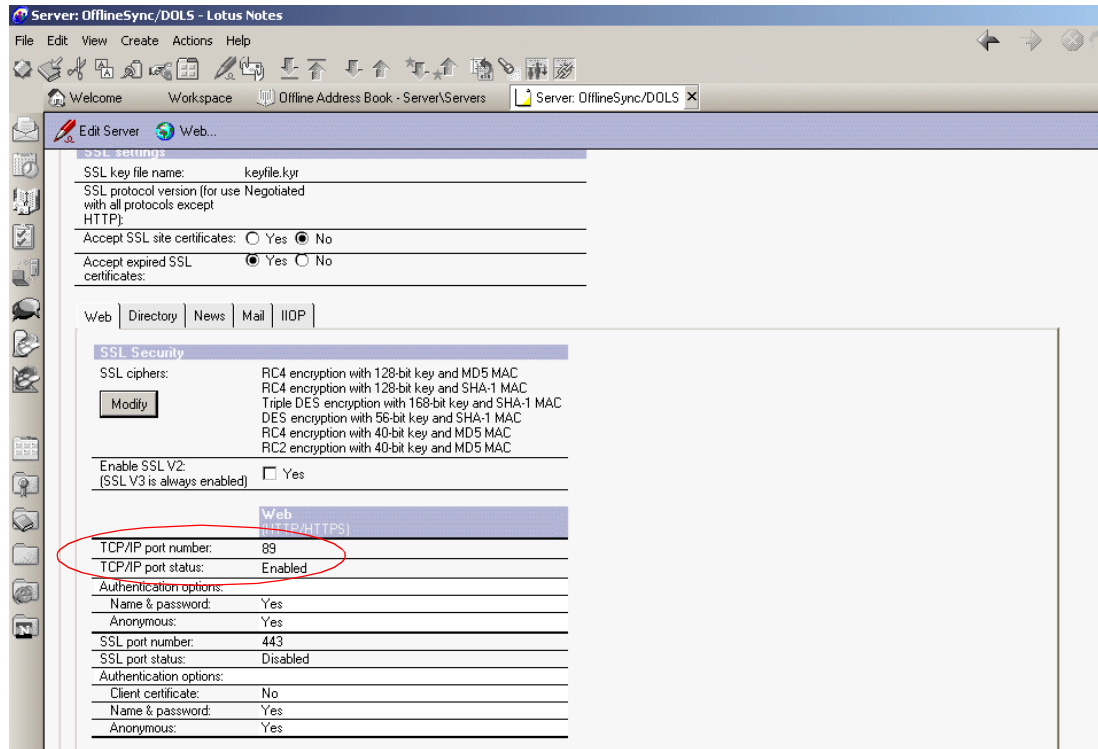 Server: OfflineSync/DOLS - Lotus Notes
File Edit View Create Actions Help
Welcome Workspace Offline Address Book - Server\Servers Server: OfflineSync/DOLS X
Edit Server Web...
SSL settings
SSL key file name: keyfile.kyr
SSL protocol version (for use Negotiated
with all protocols except
HTTP):
Accept SSL site certificates: Yes No
Accept expired SSL Yes No
certificates:
Web Directory News Mail IIOP
SSL Security
SSL ciphers: RC4 encryption with 128-bit key and MD5 MAC
RC4 encryption with 128-bit key and SHA-1 MAC
Modify Triple DES encryption with 168-bit key and SHA-1 MAC
DES encryption with 56-bit key and SHA-1 MAC
RC4 encryption with 40-bit key and MD5 MAC
RC2 encryption with 40-bit key and MD5 MAC
Enable SSL V2: Yes
(SSL V3 is always enabled)
Web
(HTTP/HTTPS)
TCP/IP port number: 89
TCP/IP port status: Enabled
Authentication options:
Name & password: Yes
Anonymous: Yes
SSL port number: 443
SSL port status: Disabled
Authentication options:
Client certificate: No
Name & password: Yes
Anonymous: Yes